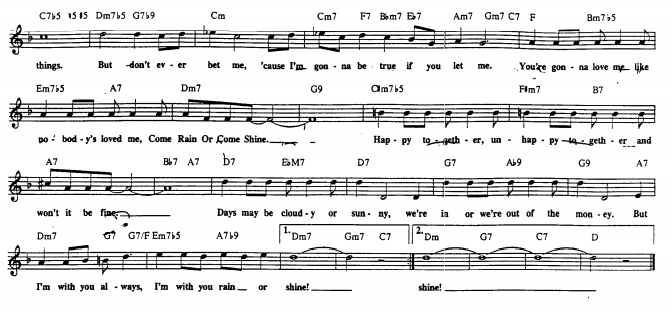 C7♭5 ♮5 ♯5 Dm7♭5 G7♭9 Cm Cm7 F7 B♭m7 E♭7 Am7 Gm7 C7 F Bm7♭5
things. But don't ev - er bet me, 'cause I'm gon - na be true if you let me. You're gon - na love me like
Em7♭5 A7 Dm7 G9 C♯m7♭5 F♯m7 B7
no - bod - y's loved me, Come Rain Or Come Shine. Hap - py to - geth - er, un - hap - py to - geth - er and
A7 B♭7 A7 D7 E♭M7 D7 G7 A♭9 G9 A7
won't it be fine. Days may be cloud - y or sun - ny, we're in or we're out of the mon - ey. But
Dm7 G7 G7/F Em7♭5 A7♭9 1. Dm7 Gm7 C7 2. Dm G7 C7 D
I'm with you al - ways, I'm with you rain or shine! shine!